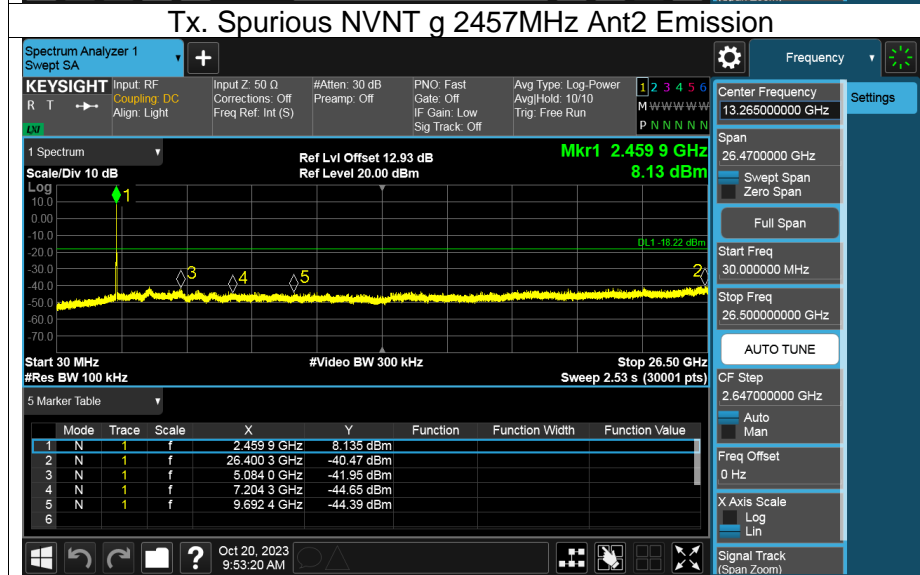 Tx. Spurious NVNT g 2457MHz Ant2 Emission
Spectrum Analyzer 1
Swept SA
+
Frequency
KEYSIGHT
R T
LXI
Input: RF
Coupling: DC
Align: Light
Input Z: 50 Ω
Corrections: Off
Freq Ref: Int (S)
#Atten: 30 dB
Preamp: Off
PNO: Fast
Gate: Off
IF Gain: Low
Sig Track: Off
Avg Type: Log-Power
Avg|Hold: 10/10
Trig: Free Run
1 2 3 4 5 6
M W W W W W
P N N N N N
1 Spectrum
Scale/Div 10 dB
Ref Lvl Offset 12.93 dB
Ref Level 20.00 dBm
Mkr1 2.459 9 GHz
8.13 dBm
Log
10.0
0.00
-10.0
-20.0
-30.0
-40.0
-50.0
-60.0
-70.0
1
3
4
5
2
DL1 -18.22 dBm
Start 30 MHz
#Video BW 300 kHz
Stop 26.50 GHz
#Res BW 100 kHz
Sweep 2.53 s (30001 pts)
5 Marker Table
Mode Trace Scale X Y Function Function Width Function Value
1 N 1 f 2.459 9 GHz 8.135 dBm
2 N 1 f 26.400 3 GHz -40.47 dBm
3 N 1 f 5.084 0 GHz -41.95 dBm
4 N 1 f 7.204 3 GHz -44.65 dBm
5 N 1 f 9.692 4 GHz -44.39 dBm
6
?
Oct 20, 2023
9:53:20 AM
Center Frequency
13.265000000 GHz
Span
26.4700000 GHz
Swept Span
Zero Span
Full Span
Start Freq
30.000000 MHz
Stop Freq
26.500000000 GHz
AUTO TUNE
CF Step
2.647000000 GHz
Auto
Man
Freq Offset
0 Hz
X Axis Scale
Log
Lin
Signal Track
(Span Zoom)
Settings